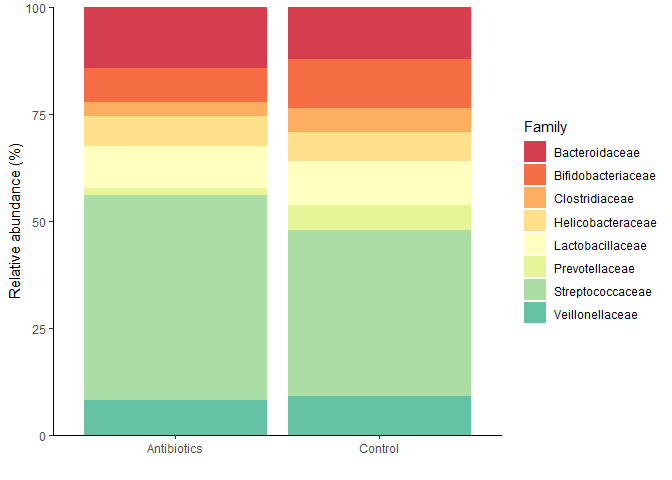 Relative abundance (%)
100
75
50
25
0
Antibiotics
Control
Family
Bacteroidaceae
Bifidobacteriaceae
Clostridiaceae
Helicobacteraceae
Lactobacillaceae
Prevotellaceae
Streptococcaceae
Veillonellaceae